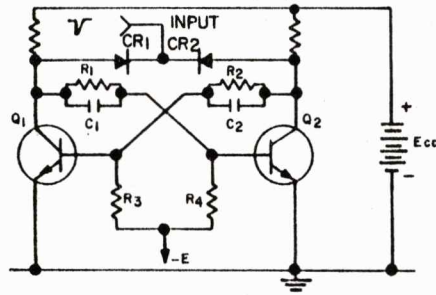 INPUT
CR1 CR2
R1 R2
Q1 C1 C2 Q2
+
Ecc
-
R3 R4
-E